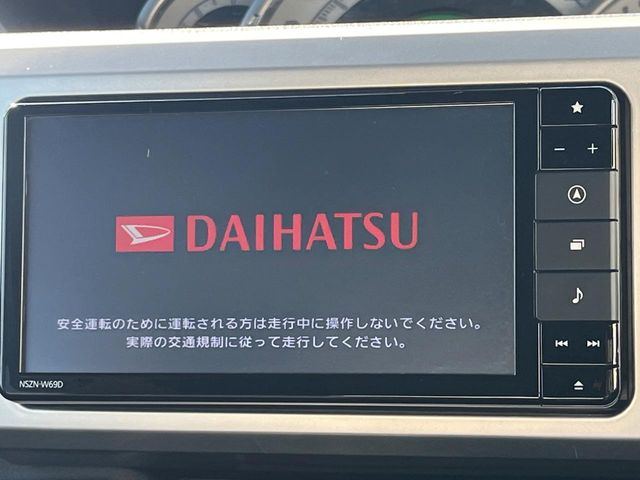 DAIHATSU
安全運転のために運転される方は走行中に操作しないでください。
実際の交通規制に従って走行してください。
NSZN-W69D